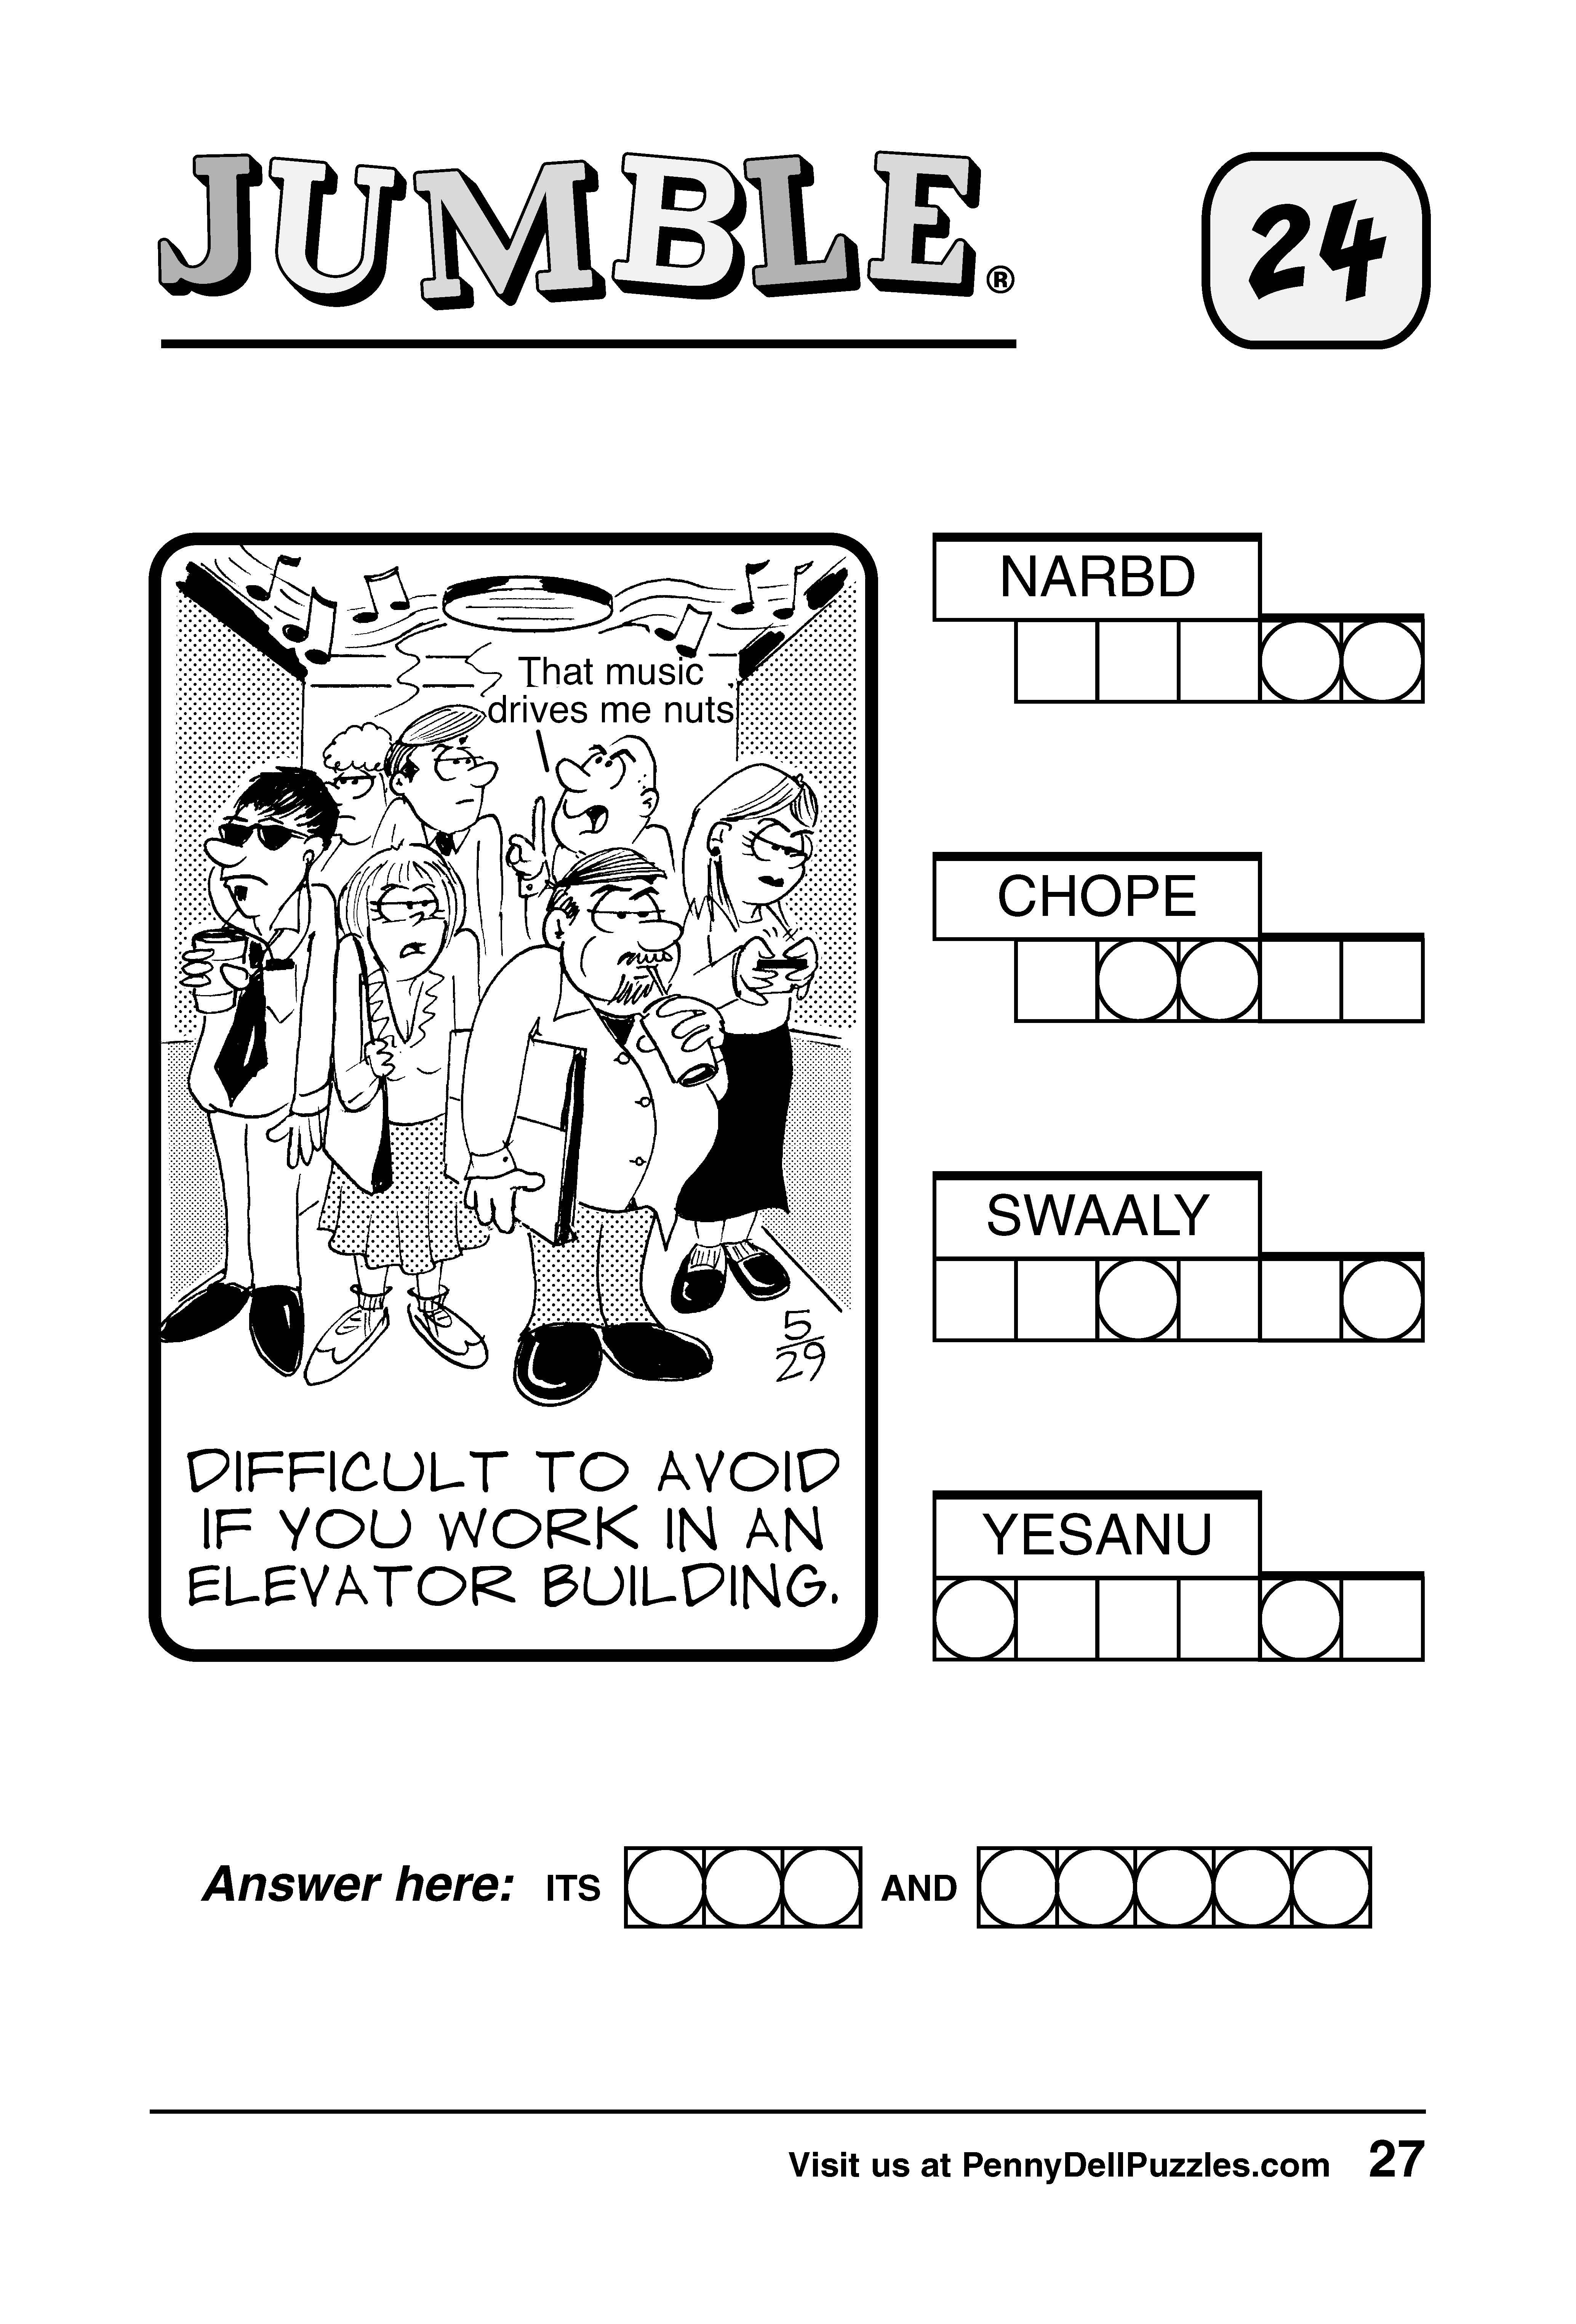 JUMBLE®
24
That music
drives me nuts
5
29
DIFFICULT TO AVOID
IF YOU WORK IN AN
ELEVATOR BUILDING.
NARBD
CHOPE
SWAALY
YESANU
Answer here: ITS AND
Visit us at PennyDellPuzzles.com 27